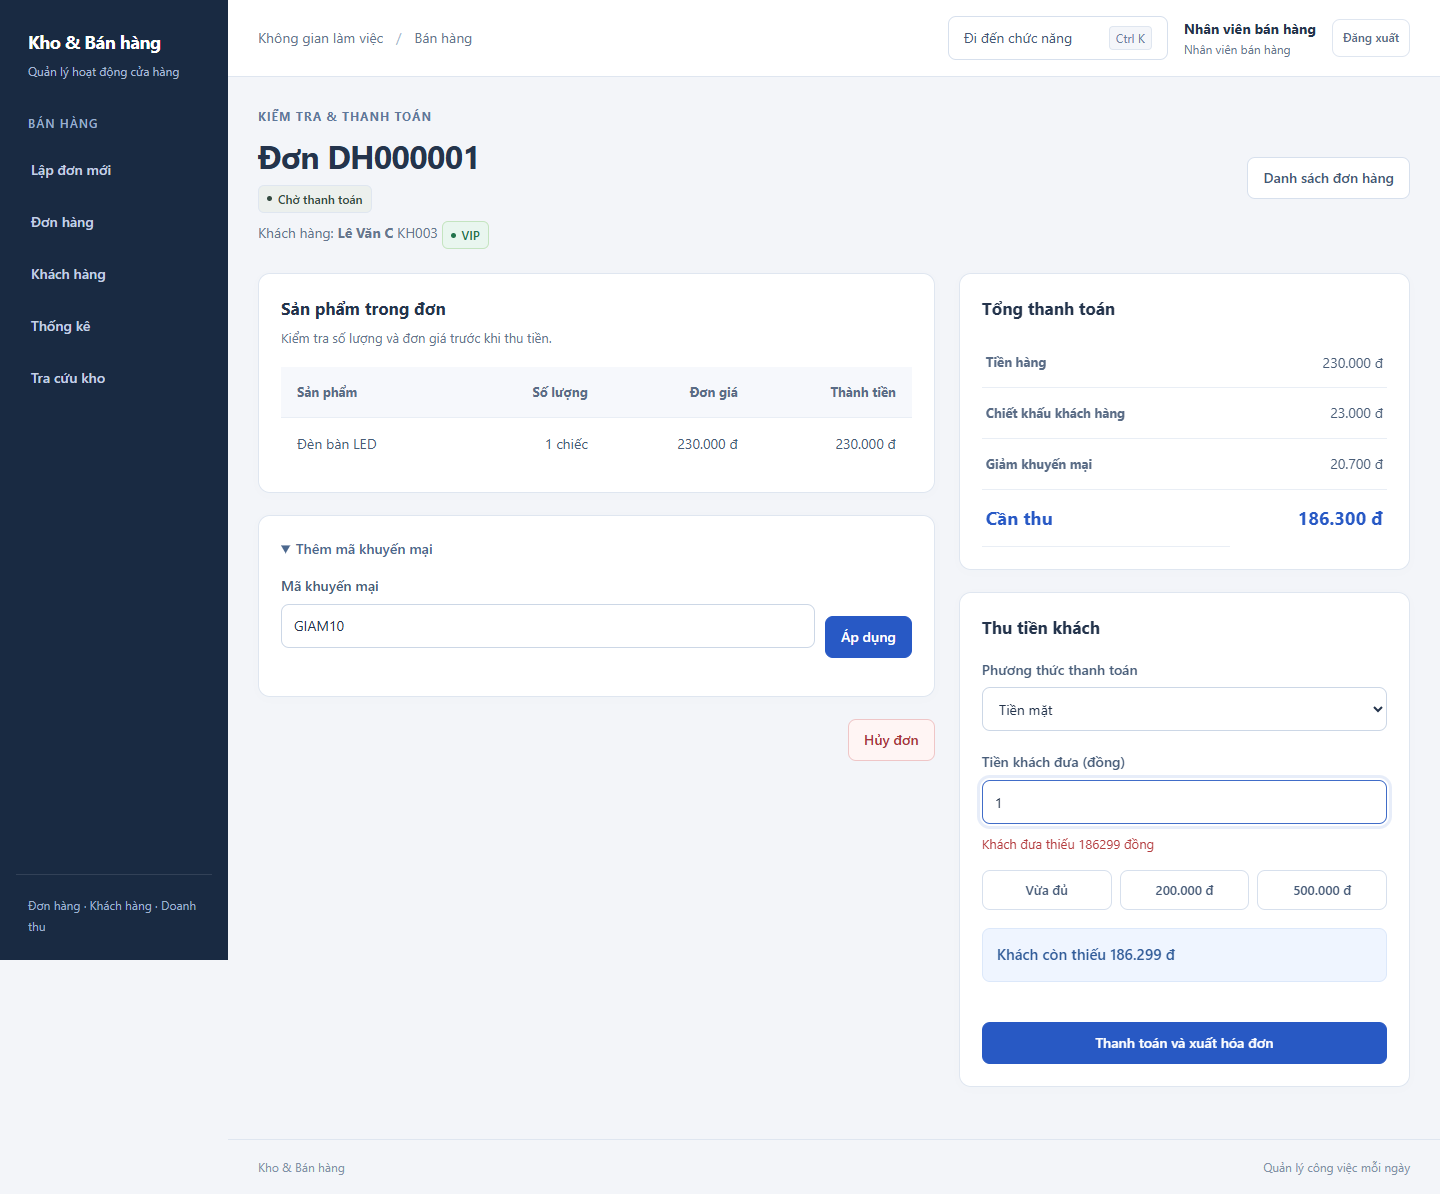 Kho & Bán hàng
Quản lý hoạt động cửa hàng
BÁN HÀNG
Lập đơn mới
Đơn hàng
Khách hàng
Thống kê
Tra cứu kho
Đơn hàng · Khách hàng · Doanh
thu
Không gian làm việc / Bán hàng
Đi đến chức năng Ctrl K
Nhân viên bán hàng
Nhân viên bán hàng
Đăng xuất
KIỂM TRA & THANH TOÁN
Đơn DH000001
Chờ thanh toán
Khách hàng: Lê Văn C KH003 VIP
Danh sách đơn hàng
Sản phẩm trong đơn
Kiểm tra số lượng và đơn giá trước khi thu tiền.
Sản phẩm Số lượng Đơn giá Thành tiền
Đèn bàn LED 1 chiếc 230.000 đ 230.000 đ
Thêm mã khuyến mại
Mã khuyến mại
GIAM10
Áp dụng
Hủy đơn
Tổng thanh toán
Tiền hàng 230.000 đ
Chiết khấu khách hàng 23.000 đ
Giảm khuyến mại 20.700 đ
Cần thu 186.300 đ
Thu tiền khách
Phương thức thanh toán
Tiền mặt
Tiền khách đưa (đồng)
1
Khách đưa thiếu 186299 đồng
Vừa đủ 200.000 đ 500.000 đ
Khách còn thiếu 186.299 đ
Thanh toán và xuất hóa đơn
Kho & Bán hàng
Quản lý công việc mỗi ngày